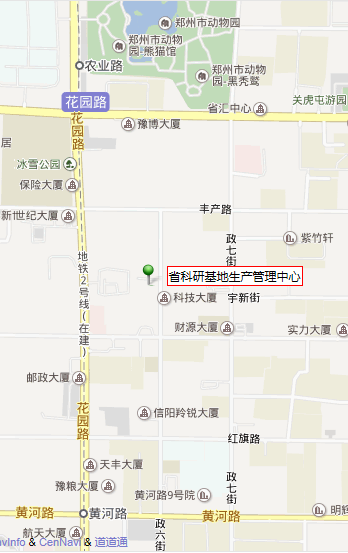 郑州市动物园
郑州市动物
园-熊猫馆
农业路
郑州市动物
园-黑秃鹫
花园路
省汇中心
关虎屯游园
花园路
豫博大厦
居
冰雪公园
保险大厦
丰产路
新世纪大厦
政七街
紫竹轩
地铁2号线(在建)
省科研基地生产管理中心
科技大厦
宇新街
财源大厦
实力大厦
邮政大厦
花园路
信阳羚锐大厦
红旗路
天丰大厦
豫粮大厦
黄河路9号院
政七街
黄河路
黄河路
黄河路
明辉
政六街
航天大厦
avInfo & CenNavi & 道道通